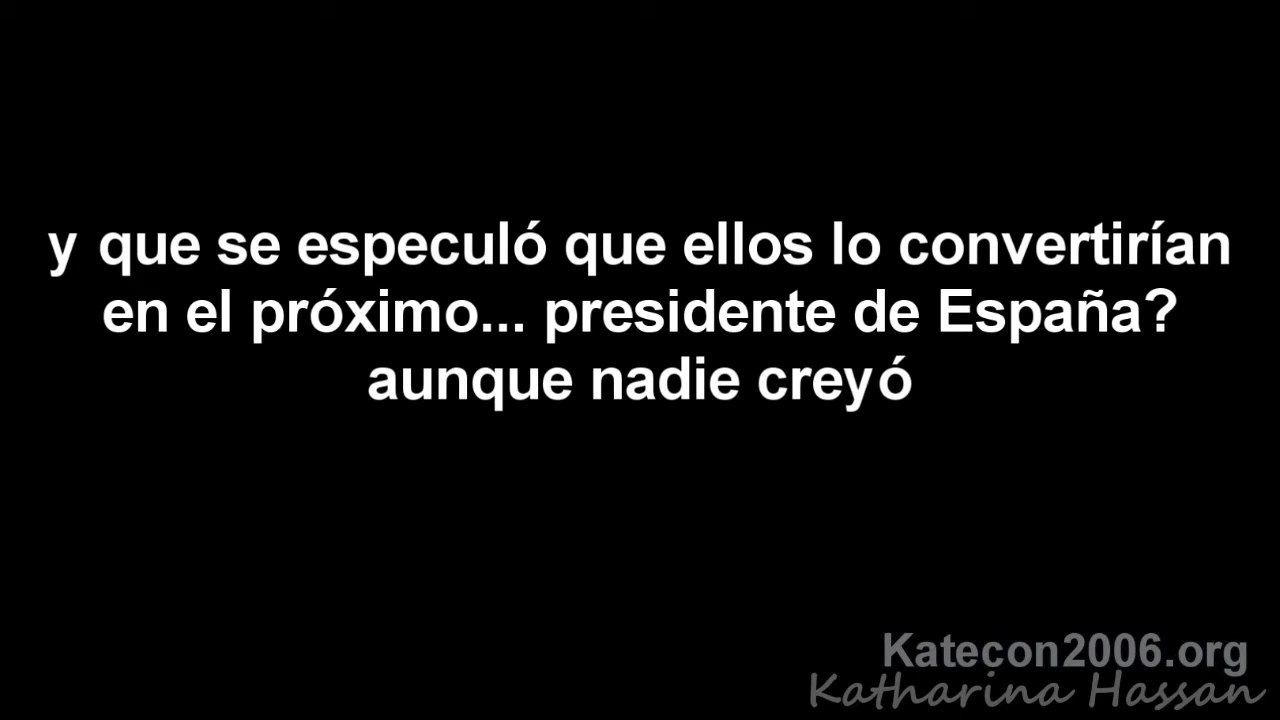 y que se especuló que ellos lo convertirían
en el próximo... presidente de España?
aunque nadie creyó
Katecon2006.org
Katharina Hassan